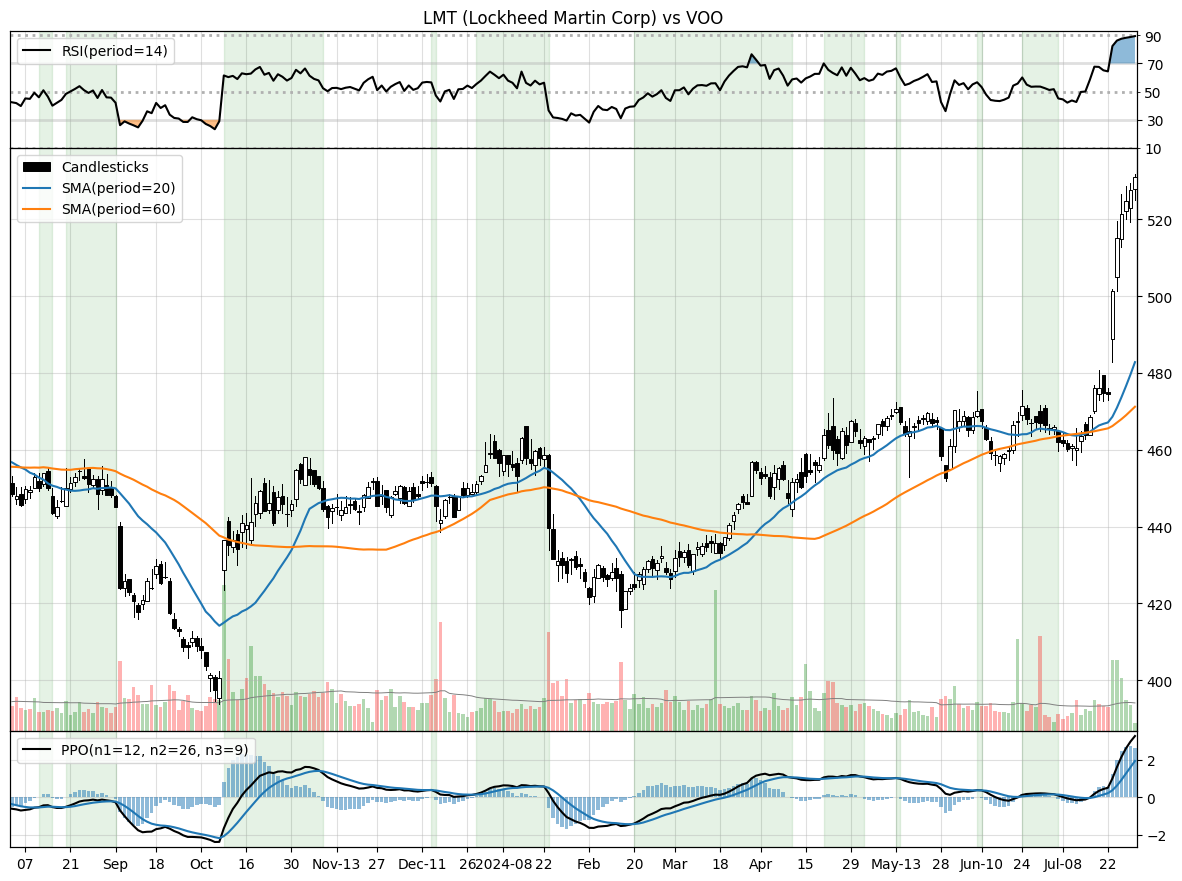 LMT (Lockheed Martin Corp) vs VOO
RSI(period=14)
90
70
50
30
10
Candlesticks
SMA(period=20)
SMA(period=60)
520
500
480
460
440
420
400
PPO(n1=12, n2=26, n3=9)
2
0
−2
07 21 Sep 18 Oct 16 30 Nov-13 27 Dec-11 26 2024-08 22 Feb 20 Mar 18 Apr 15 29 May-13 28 Jun-10 24 Jul-08 22